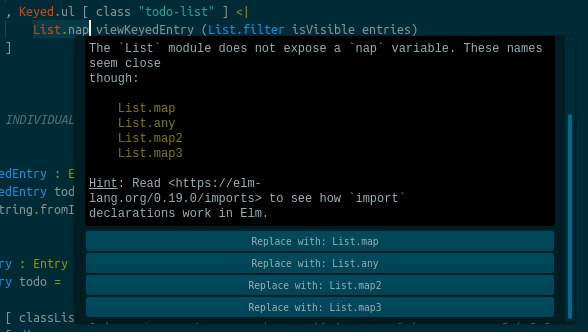 , Keyed.ul [ class "todo-list" ] <|
List.nap viewKeyedEntry (List.filter isVisible entries)
]
The `List` module does not expose a `nap` variable. These names
seem close
though:
List.map
List.any
List.map2
List.map3
INDIVIDUAL
Hint: Read <https://elm-
lang.org/0.19.0/imports> to see how `import`
declarations work in Elm.
edEntry : E
edEntry tod
tring.fromI
Replace with: List.map
Replace with: List.any
Replace with: List.map2
Replace with: List.map3
ry : Entry
ry todo =
[ classLis